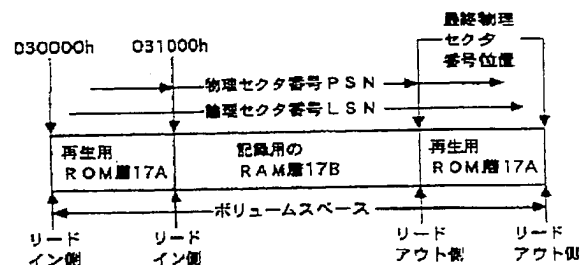 030000h
031000h
最終物理
セクタ
番号位置
物理セクタ番号PSN
論理セクタ番号LSN
再生用
ROM層17A
記録用の
RAM層17B
再生用
ROM層17A
ボリュームスペース
リード
イン側
リード
イン側
リード
アウト側
リード
アウト側